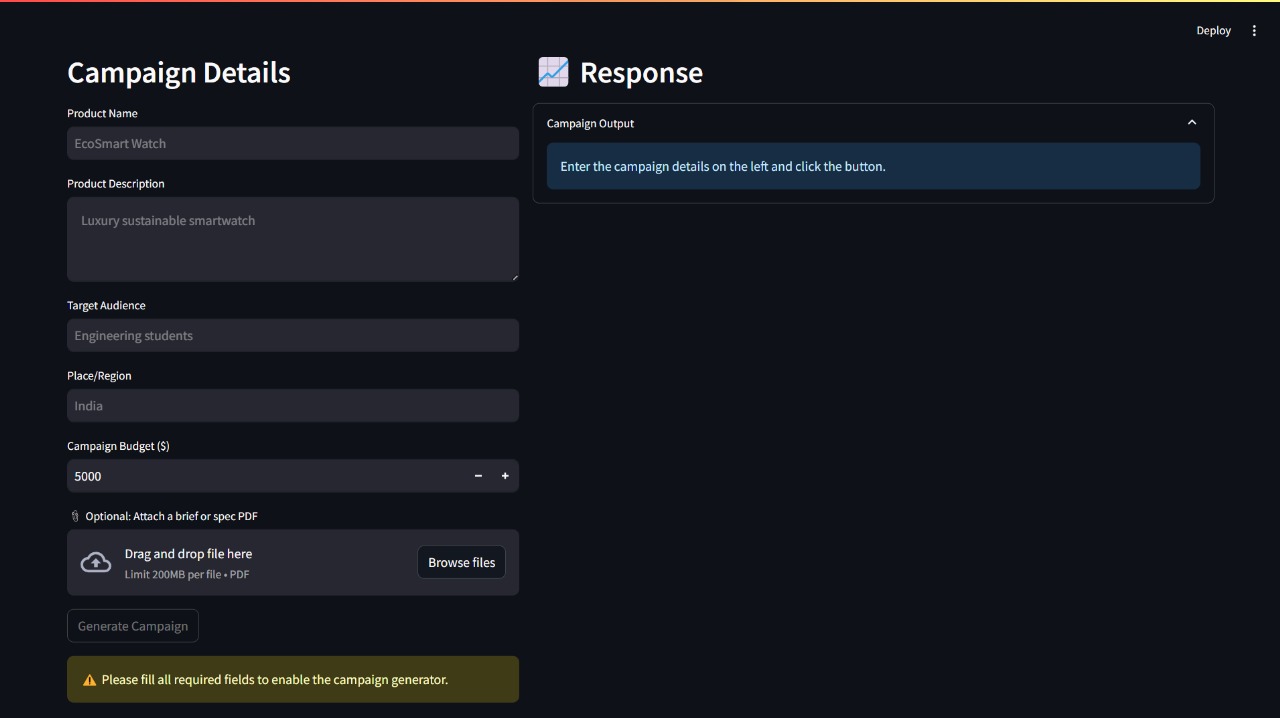 Deploy
Campaign Details
Product Name
EcoSmart Watch
Product Description
Luxury sustainable smartwatch
Target Audience
Engineering students
Place/Region
India
Campaign Budget ($)
5000
Optional: Attach a brief or spec PDF
Drag and drop file here
Limit 200MB per file • PDF
Browse files
Generate Campaign
Please fill all required fields to enable the campaign generator.
Response
Campaign Output
Enter the campaign details on the left and click the button.